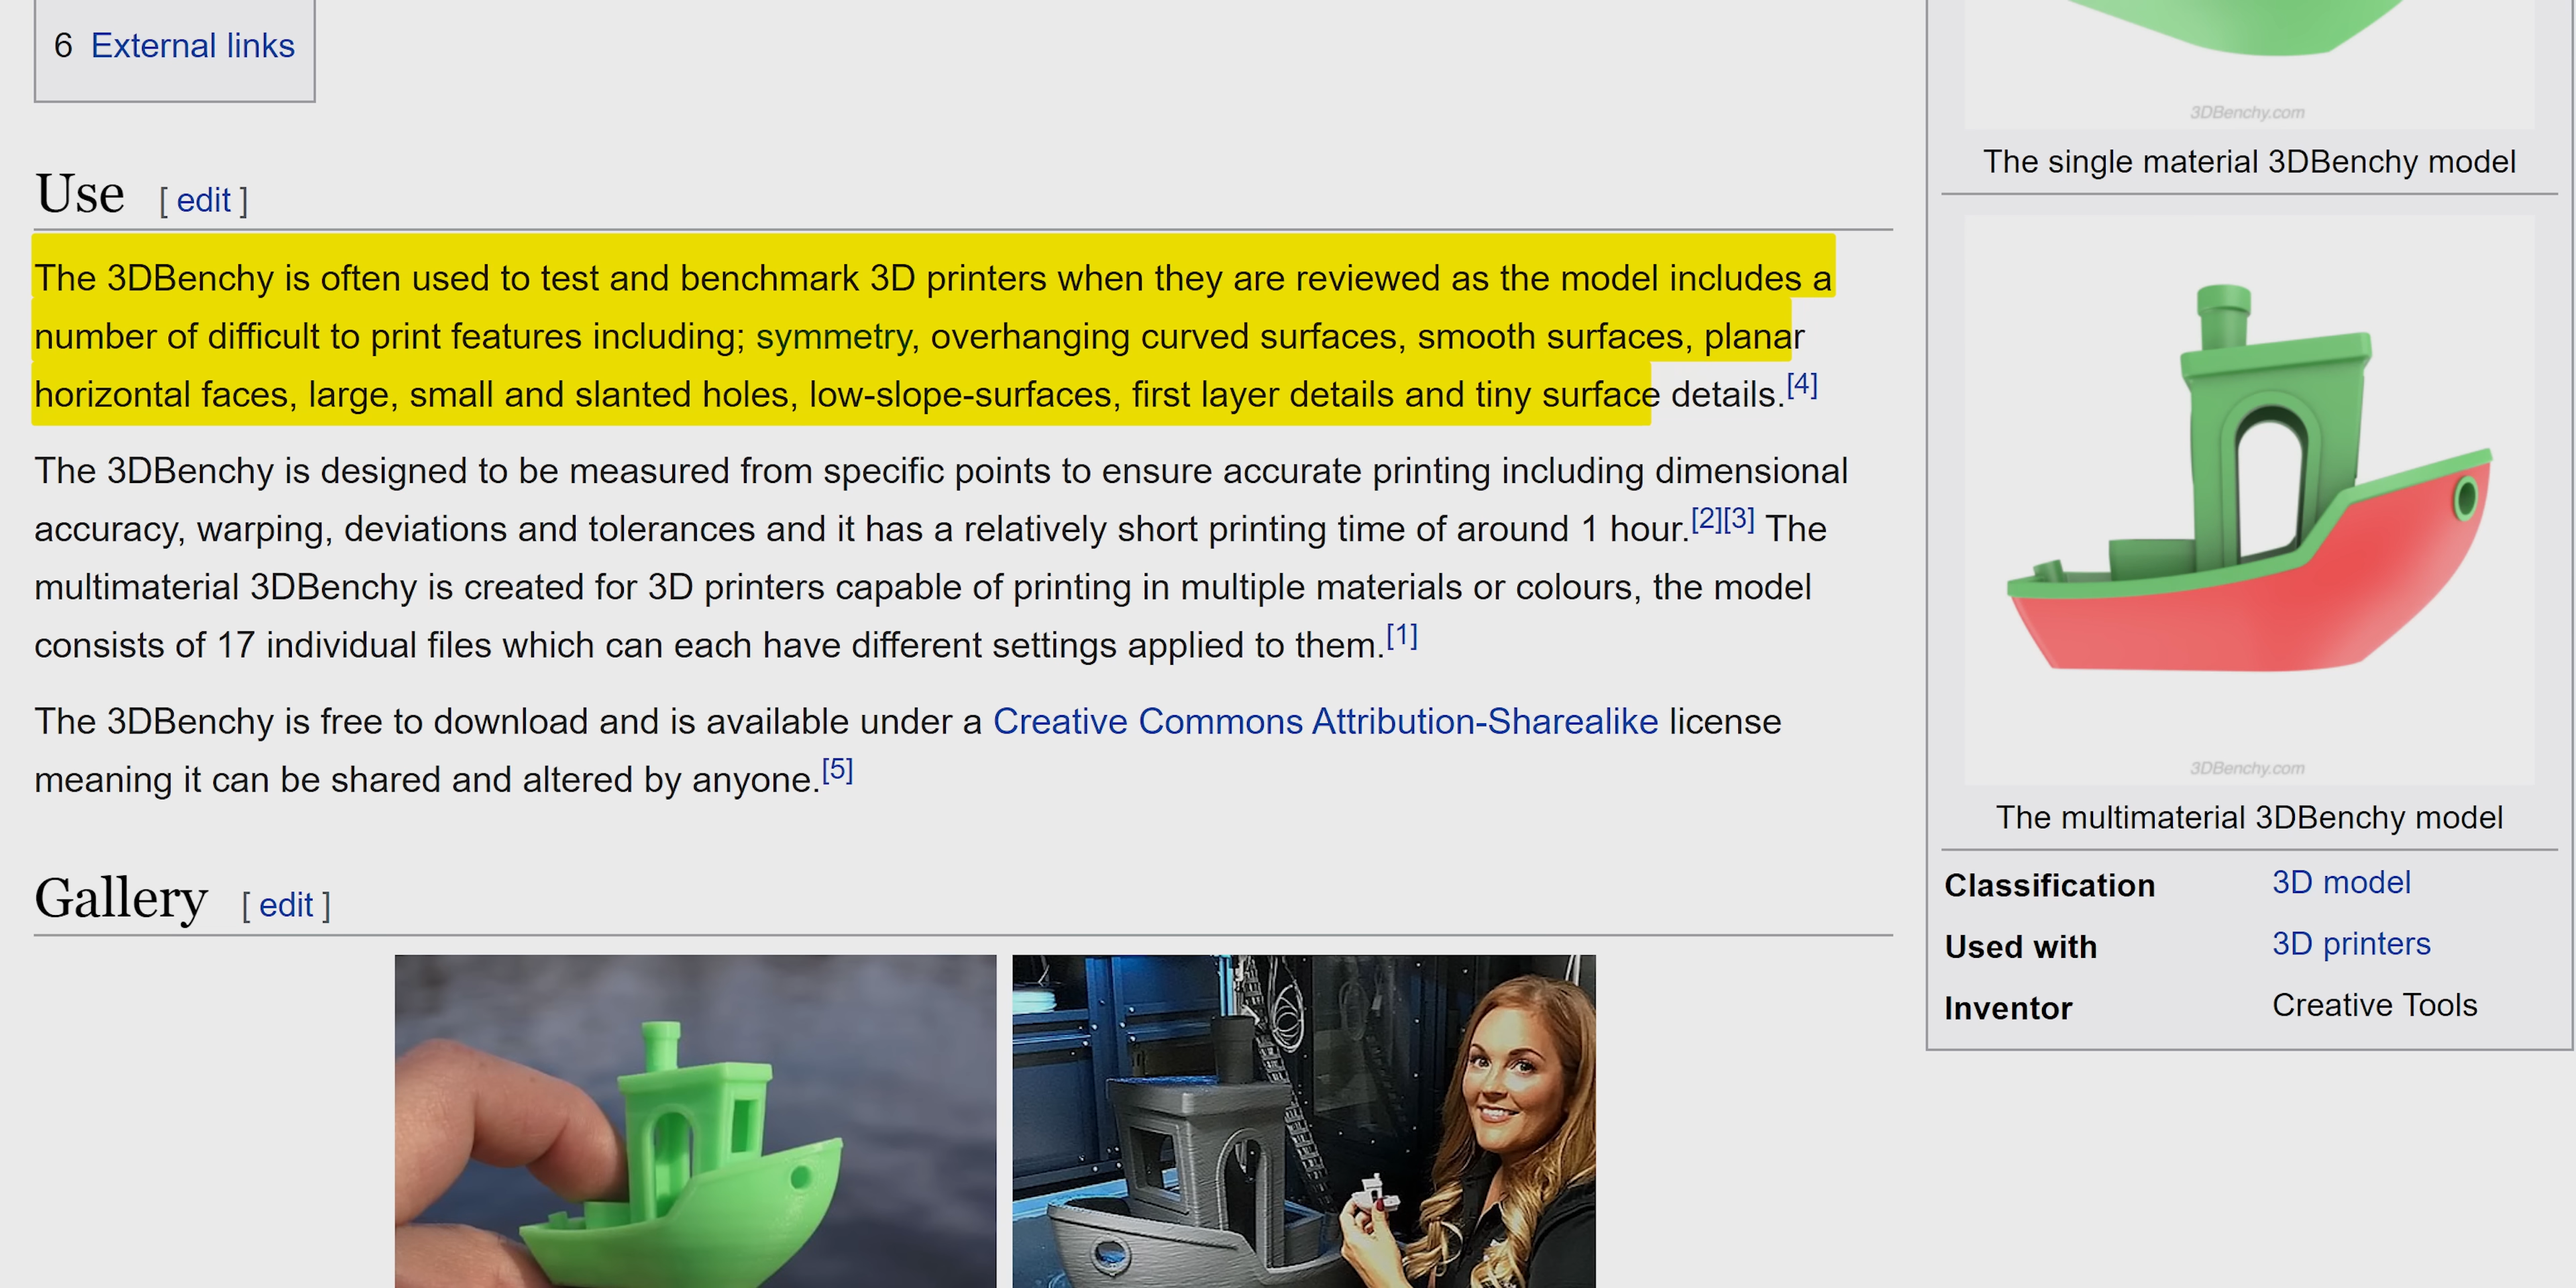 6 External links
Use [ edit ]
The 3DBenchy is often used to test and benchmark 3D printers when they are reviewed as the model includes a
number of difficult to print features including; symmetry, overhanging curved surfaces, smooth surfaces, planar
horizontal faces, large, small and slanted holes, low-slope-surfaces, first layer details and tiny surface details.[4]
The 3DBenchy is designed to be measured from specific points to ensure accurate printing including dimensional
accuracy, warping, deviations and tolerances and it has a relatively short printing time of around 1 hour.[2][3] The
multimaterial 3DBenchy is created for 3D printers capable of printing in multiple materials or colours, the model
consists of 17 individual files which can each have different settings applied to them.[1]
The 3DBenchy is free to download and is available under a Creative Commons Attribution-Sharealike license
meaning it can be shared and altered by anyone.[5]
Gallery [ edit ]
3DBenchy.com
The single material 3DBenchy model
3DBenchy.com
The multimaterial 3DBenchy model
Classification 3D model
Used with 3D printers
Inventor Creative Tools